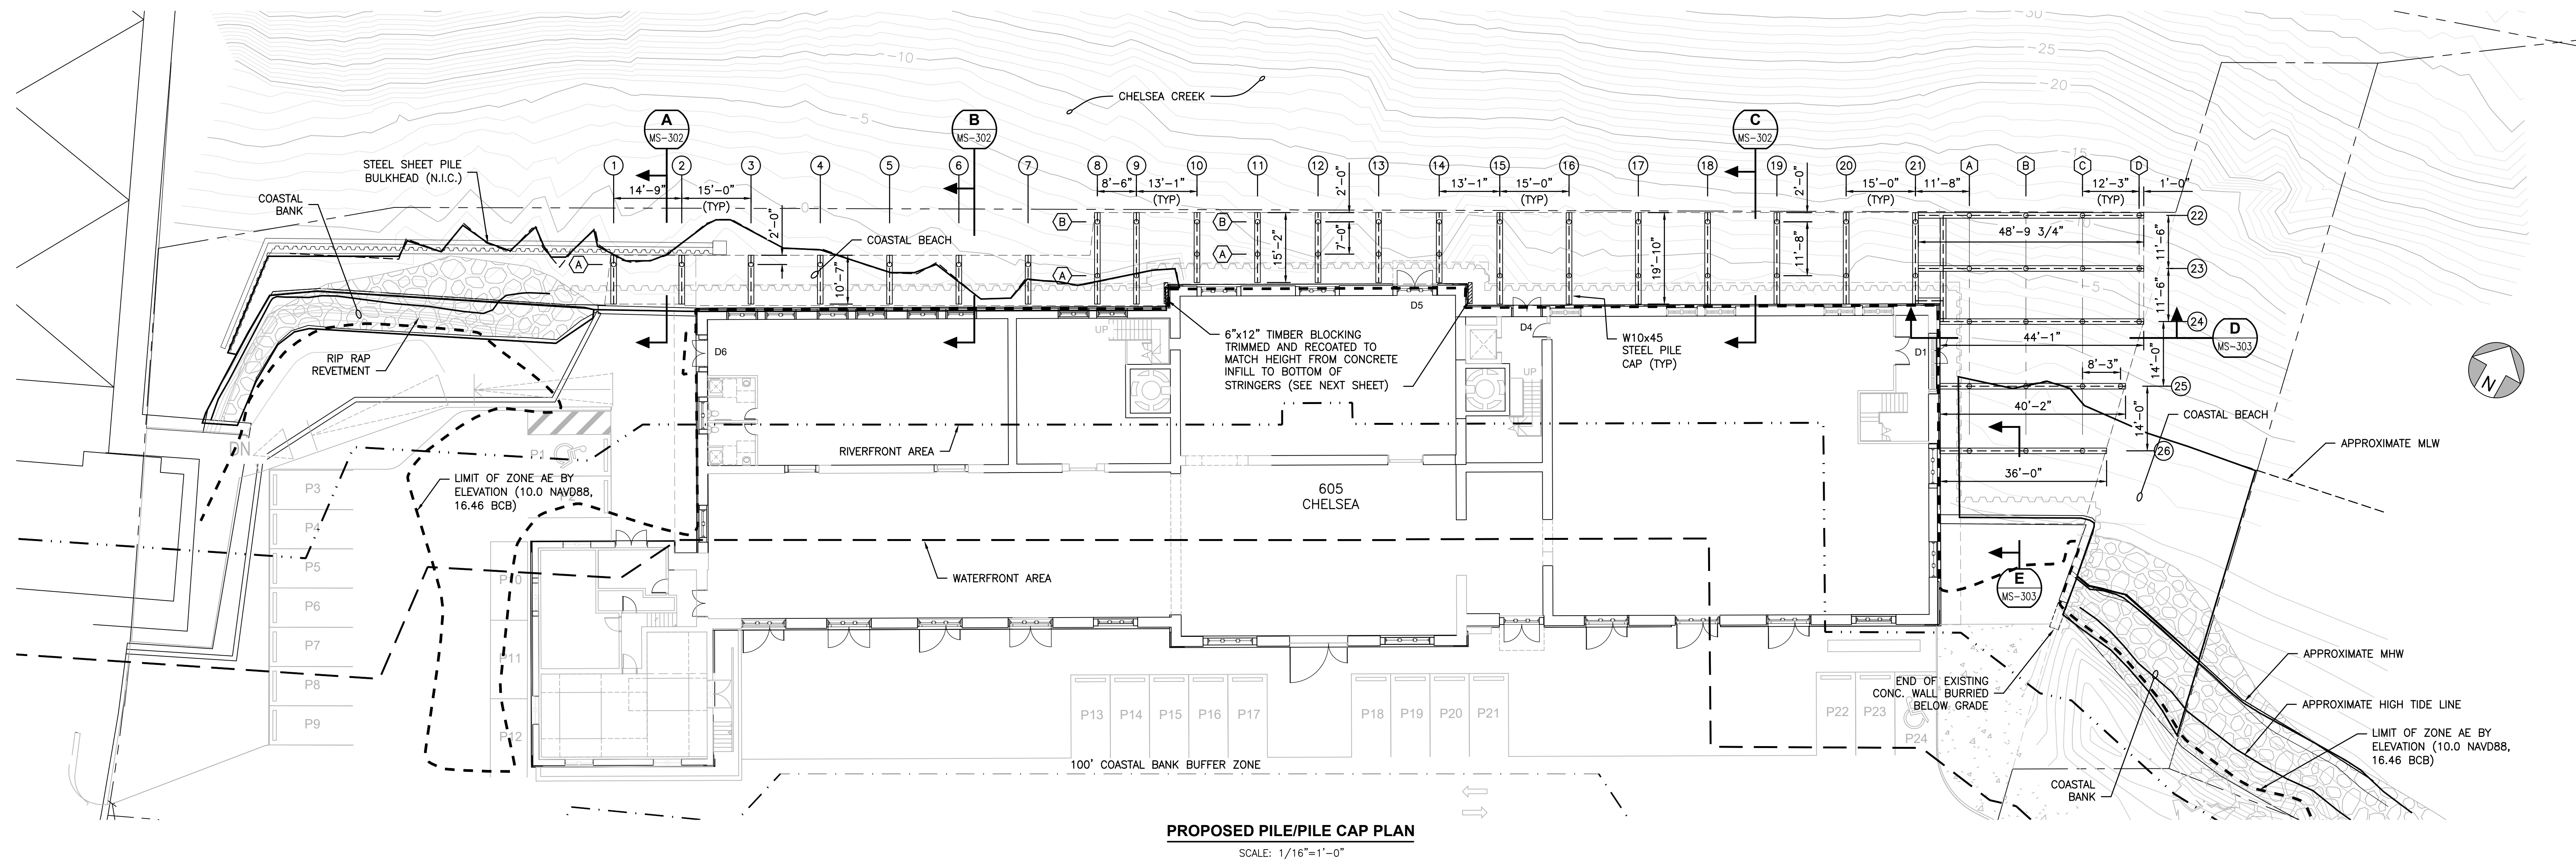 -30
-25
-20
-15
-10
-5
0
CHELSEA CREEK
A
MS-302
B
MS-302
C
MS-302
STEEL SHEET PILE
BULKHEAD (N.I.C.)
COASTAL
BANK
1
2
3
4
5
6
7
8
9
10
11
12
13
14
15
16
17
18
19
20
21
A
B
C
D
14'-9"
15'-0"
(TYP)
8'-6"
13'-1"
(TYP)
2'-0"
13'-1"
15'-0"
(TYP)
2'-0"
15'-0"
(TYP)
11'-8"
12'-3"
(TYP)
1'-0"
2'-0"
COASTAL BEACH
A
10'-7"
B
A
B
A
15'-2"
7'-0"
19'-10"
11'-8"
48'-9 3/4"
22
11'-6"
23
11'-6"
24
10
5
44'-1"
D
MS-303
14'-0"
8'-3"
25
40'-2"
14'-0"
COASTAL BEACH
26
36'-0"
APPROXIMATE MLW
N
RIP RAP
REVETMENT
D6
UP
D5
D4
D1
UP
6"x12" TIMBER BLOCKING
TRIMMED AND RECOATED TO
MATCH HEIGHT FROM CONCRETE
INFILL TO BOTTOM OF
STRINGERS (SEE NEXT SHEET)
W10x45
STEEL PILE
CAP (TYP)
DN
P1
P2
P3
P4
P5
P6
P7
P8
P9
P10
P11
P12
LIMIT OF ZONE AE BY
ELEVATION (10.0 NAVD88,
16.46 BCB)
RIVERFRONT AREA
605
CHELSEA
WATERFRONT AREA
E
MS-303
P13
P14
P15
P16
P17
P18
P19
P20
P21
P22
P23
P24
END OF EXISTING
CONC. WALL BURRIED
BELOW GRADE
APPROXIMATE MHW
APPROXIMATE HIGH TIDE LINE
LIMIT OF ZONE AE BY
ELEVATION (10.0 NAVD88,
16.46 BCB)
COASTAL
BANK
100' COASTAL BANK BUFFER ZONE
PROPOSED PILE/PILE CAP PLAN
SCALE: 1/16"=1'-0"